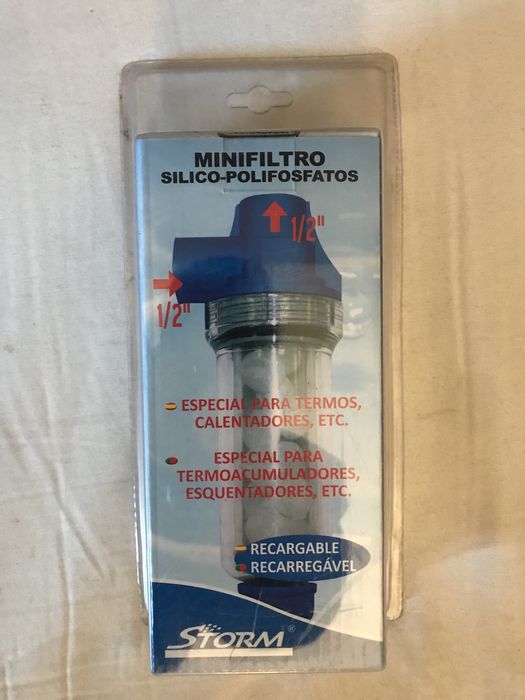 MINIFILTRO
SILICO-POLIFOSFATOS
1/2"
1/2"
ESPECIAL PARA TERMOS,
CALENTADORES, ETC.
ESPECIAL PARA
TERMOACUMULADORES,
ESQUENTADORES, ETC.
RECARGABLE
RECARREGÁVEL
STORM®